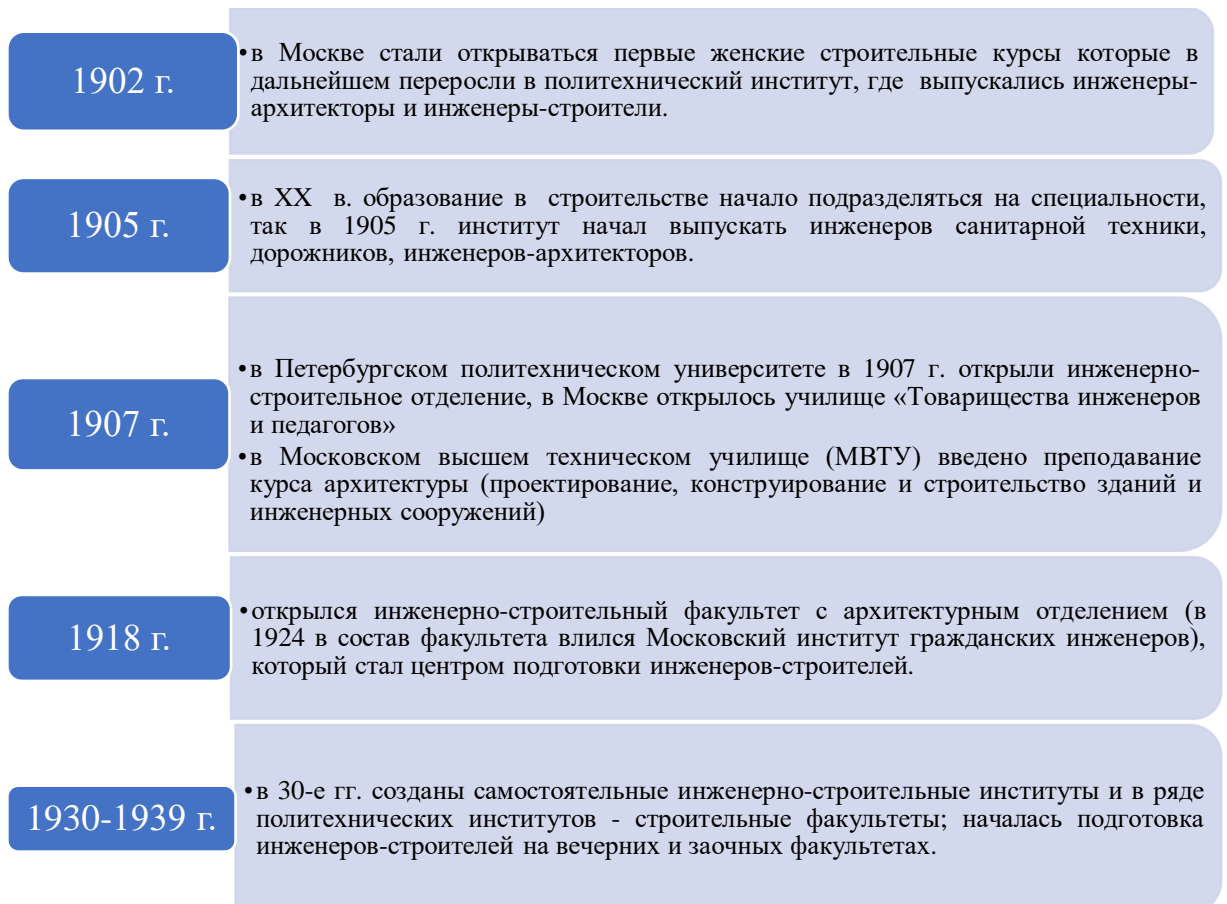 1902 г.
•в Москве стали открываться первые женские строительные курсы которые в
дальнейшем переросли в политехнический институт, где выпускались инженеры-
архитекторы и инженеры-строители.
1905 г.
•в XX в. образование в строительстве начало подразделяться на специальности,
так в 1905 г. институт начал выпускать инженеров санитарной техники,
дорожников, инженеров-архитекторов.
1907 г.
•в Петербургском политехническом университете в 1907 г. открыли инженерно-
строительное отделение, в Москве открылось училище «Товарищества инженеров
и педагогов»
•в Московском высшем техническом училище (МВТУ) введено преподавание
курса архитектуры (проектирование, конструирование и строительство зданий и
инженерных сооружений)
1918 г.
•открылся инженерно-строительный факультет с архитектурным отделением (в
1924 в состав факультета влился Московский институт гражданских инженеров),
который стал центром подготовки инженеров-строителей.
1930-1939 г.
•в 30-е гг. созданы самостоятельные инженерно-строительные институты и в ряде
политехнических институтов - строительные факультеты; началась подготовка
инженеров-строителей на вечерних и заочных факультетах.